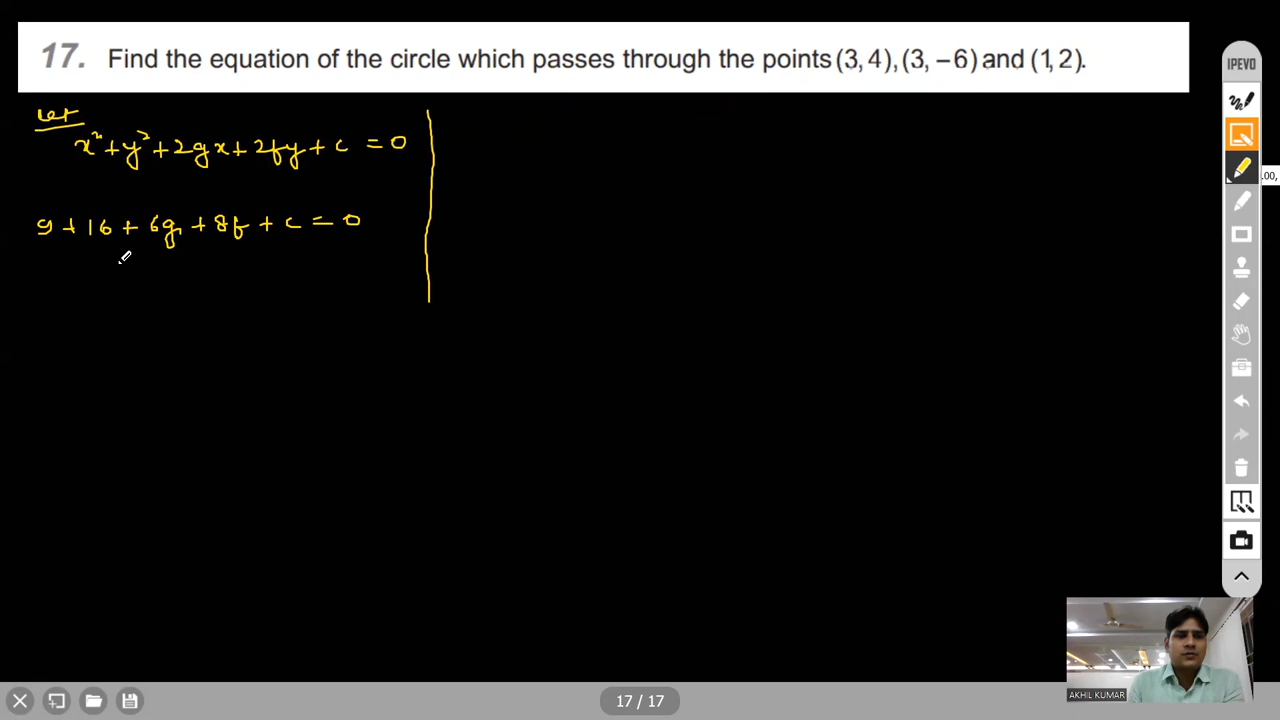 17. Find the equation of the circle which passes through the points (3, 4), (3, −6) and (1, 2).
IPEVO
Let
x² + y² + 2gx + 2fy + c = 0
.00,
9 + 16 + 6g + 8f + c = 0
AKHIL KUMAR
17 / 17